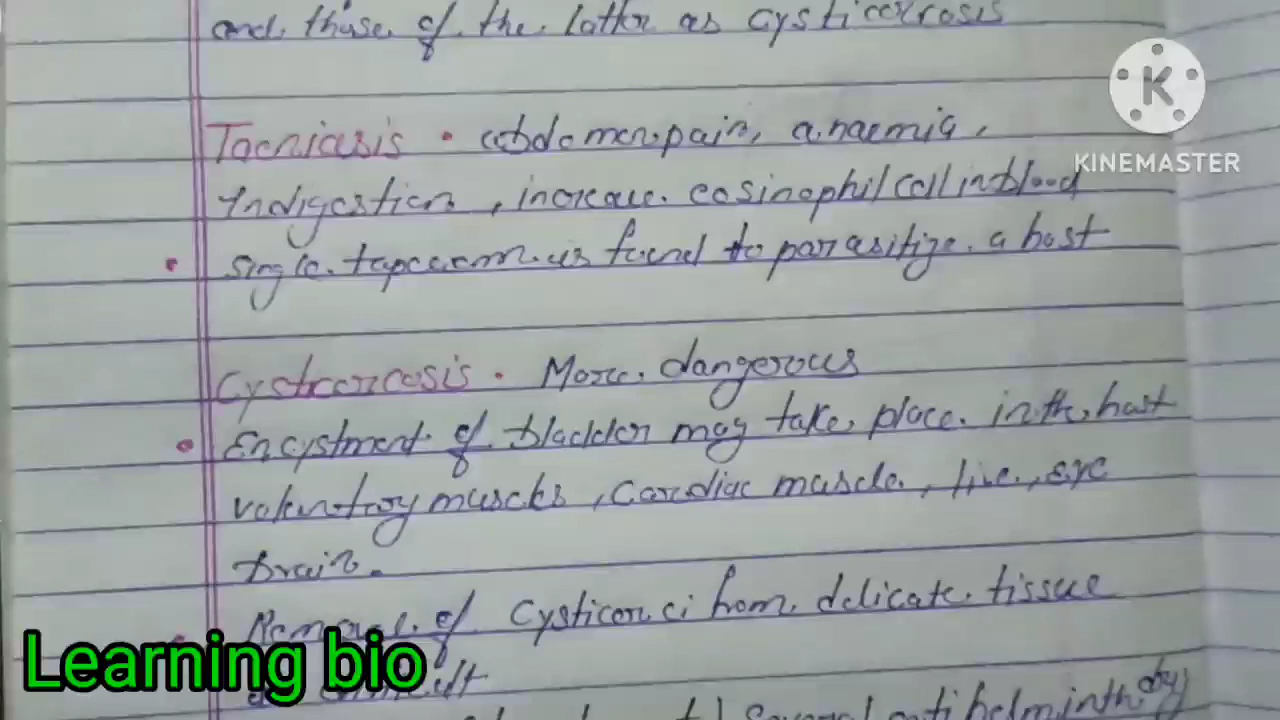 and those of the latter as Cysticercosis
K
KINEMASTER
Taeniasis • abdomen pain, anaemia,
Indigestion, increase eosinophil cell in blood
• single tapeworm is found to parasitize a host
Cysticercosis • More dangerous
• Encystment of bladder may take place in the host
voluntary muscles, Cardiac muscle, live, eye
brain.
• Removal of Cysticerci from delicate tissue
Learning bio